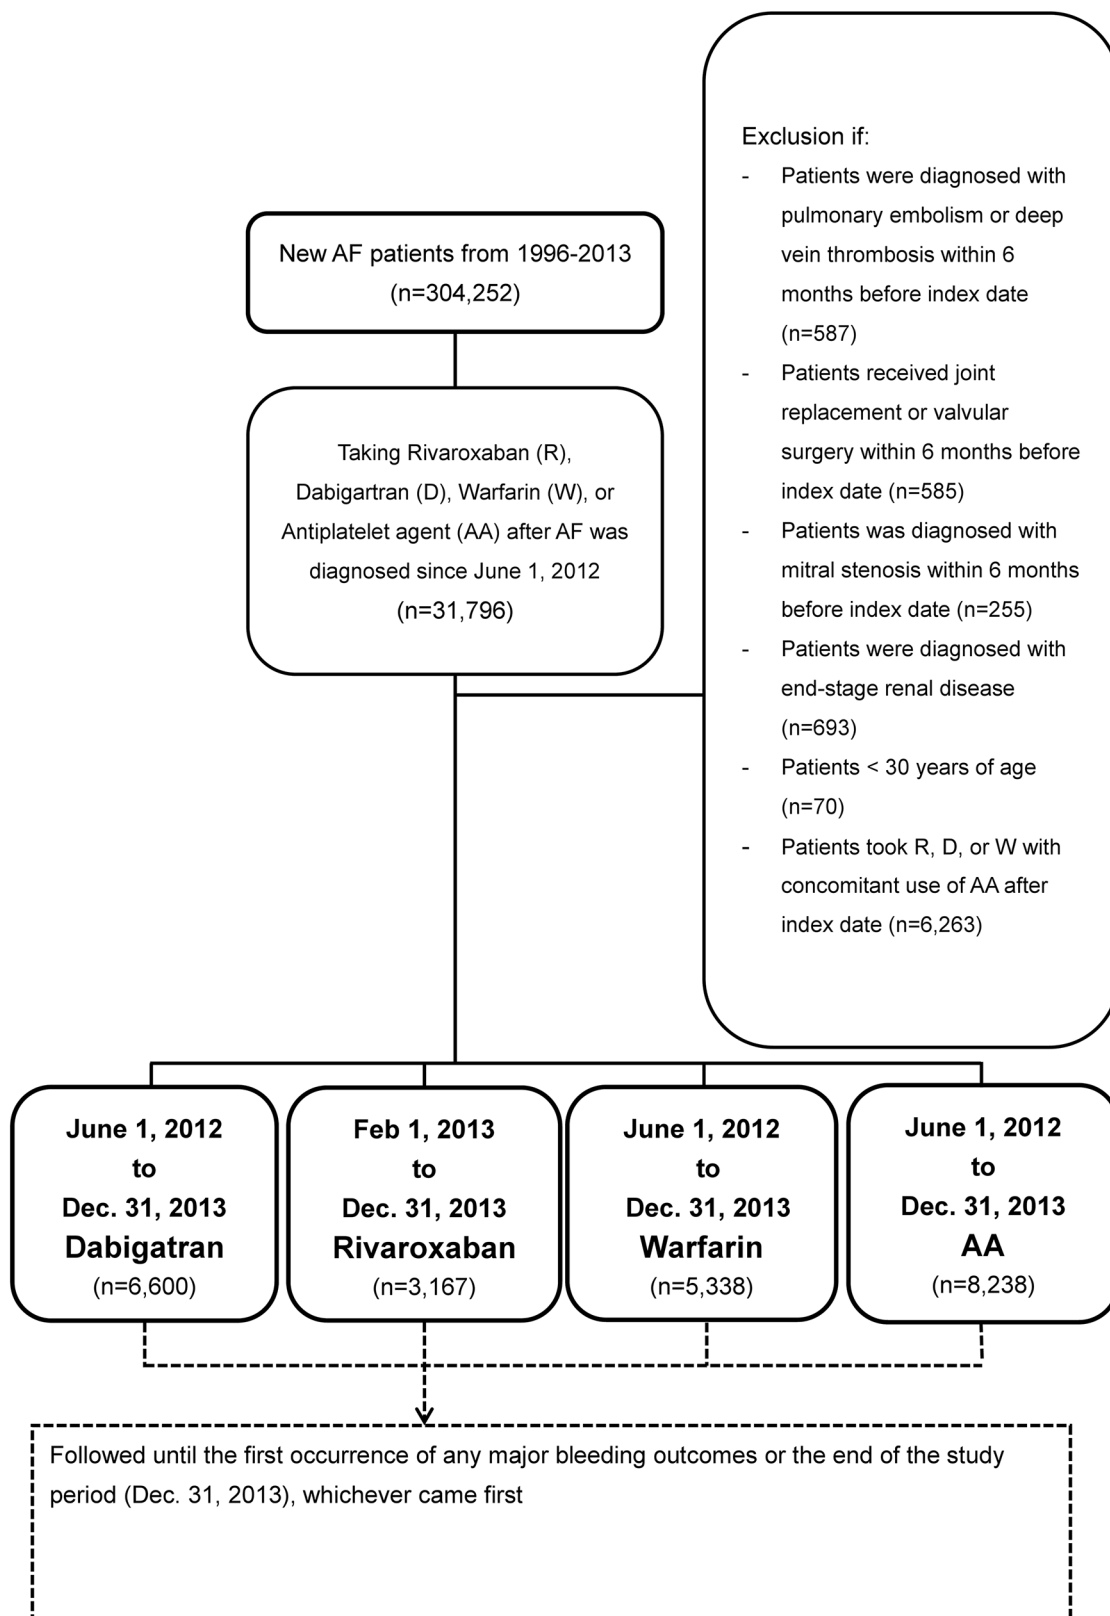 New AF patients from 1996-2013
(n=304,252)
Taking Rivaroxaban (R),
Dabigartran (D), Warfarin (W), or
Antiplatelet agent (AA) after AF was
diagnosed since June 1, 2012
(n=31,796)
Exclusion if:
- Patients were diagnosed with
pulmonary embolism or deep
vein thrombosis within 6
months before index date
(n=587)
- Patients received joint
replacement or valvular
surgery within 6 months before
index date (n=585)
- Patients was diagnosed with
mitral stenosis within 6 months
before index date (n=255)
- Patients were diagnosed with
end-stage renal disease
(n=693)
- Patients < 30 years of age
(n=70)
- Patients took R, D, or W with
concomitant use of AA after
index date (n=6,263)
June 1, 2012
to
Dec. 31, 2013
Dabigatran
(n=6,600)
Feb 1, 2013
to
Dec. 31, 2013
Rivaroxaban
(n=3,167)
June 1, 2012
to
Dec. 31, 2013
Warfarin
(n=5,338)
June 1, 2012
to
Dec. 31, 2013
AA
(n=8,238)
Followed until the first occurrence of any major bleeding outcomes or the end of the study
period (Dec. 31, 2013), whichever came first